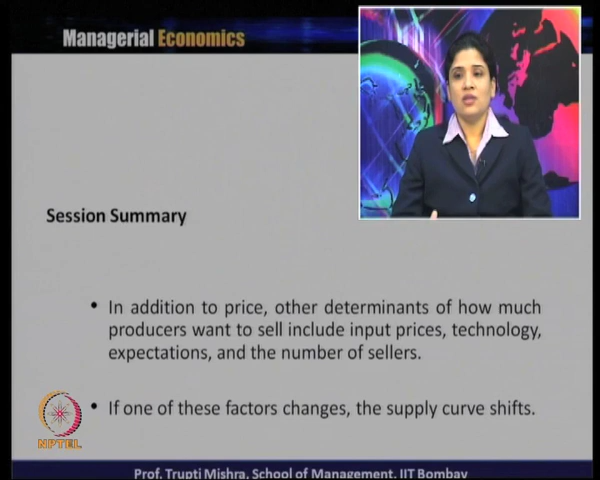 Managerial Economics
Session Summary
• In addition to price, other determinants of how much
producers want to sell include input prices, technology,
expectations, and the number of sellers.
• If one of these factors changes, the supply curve shifts.
NPTEL
Prof. Trupti Mishra, School of Management, IIT Bombay